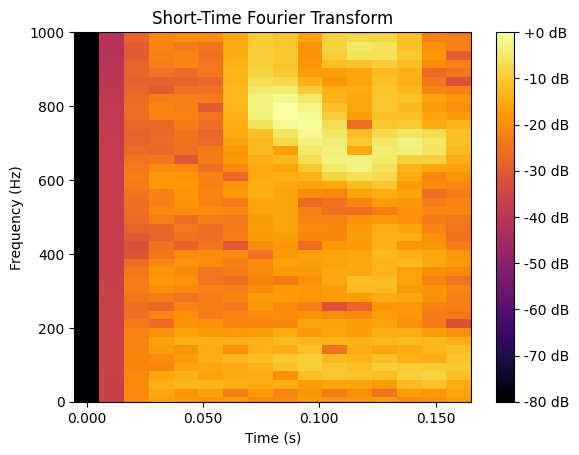 Short-Time Fourier Transform
Frequency (Hz)
1000
800
600
400
200
0
0.000
0.050
0.100
0.150
Time (s)
+0 dB
-10 dB
-20 dB
-30 dB
-40 dB
-50 dB
-60 dB
-70 dB
-80 dB